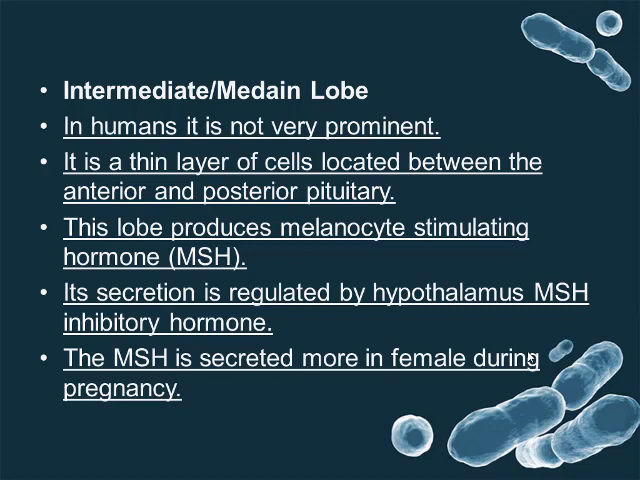 • Intermediate/Medain Lobe
• In humans it is not very prominent.
• It is a thin layer of cells located between the
anterior and posterior pituitary.
• This lobe produces melanocyte stimulating
hormone (MSH).
• Its secretion is regulated by hypothalamus MSH
inhibitory hormone.
• The MSH is secreted more in female during
pregnancy.